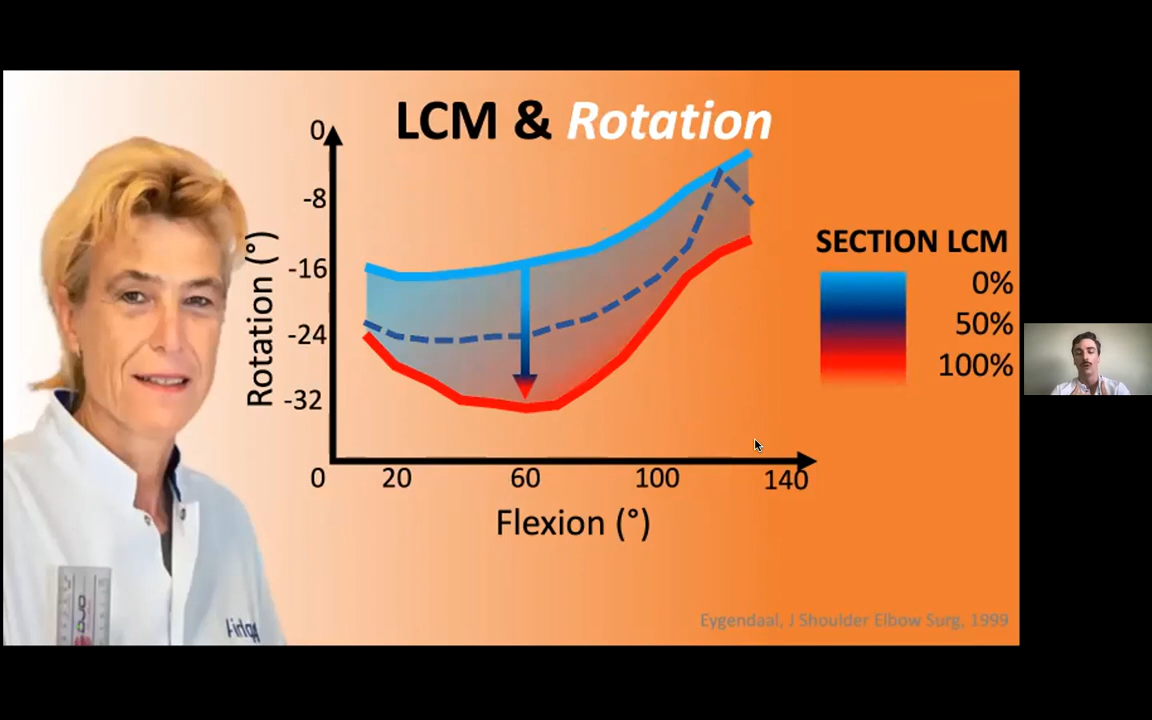 LCM & Rotation
0
-8
-16
-24
-32
Rotation (°)
0 20 60 100 140
Flexion (°)
SECTION LCM
0%
50%
100%
Eygendaal, J Shoulder Elbow Surg, 1999